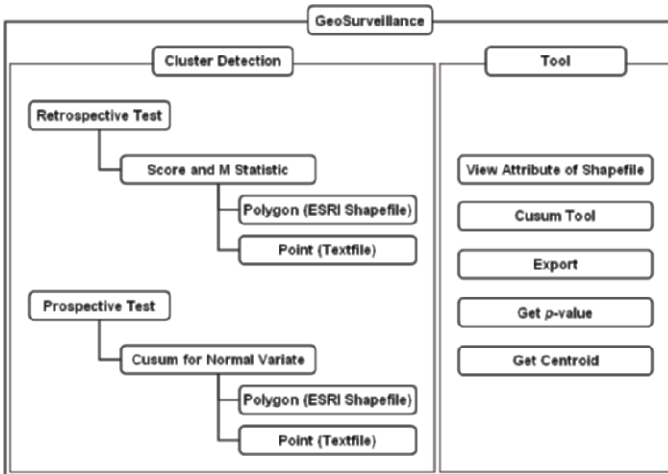 GeoSurveillance
Cluster Detection
Retrospective Test
Score and M Statistic
Polygon (ESRI Shapefile)
Point (Textfile)
Prospective Test
Cusum for Normal Variate
Polygon (ESRI Shapefile)
Point (Textfile)
Tool
View Attribute of Shapefile
Cusum Tool
Export
Get p-value
Get Centroid